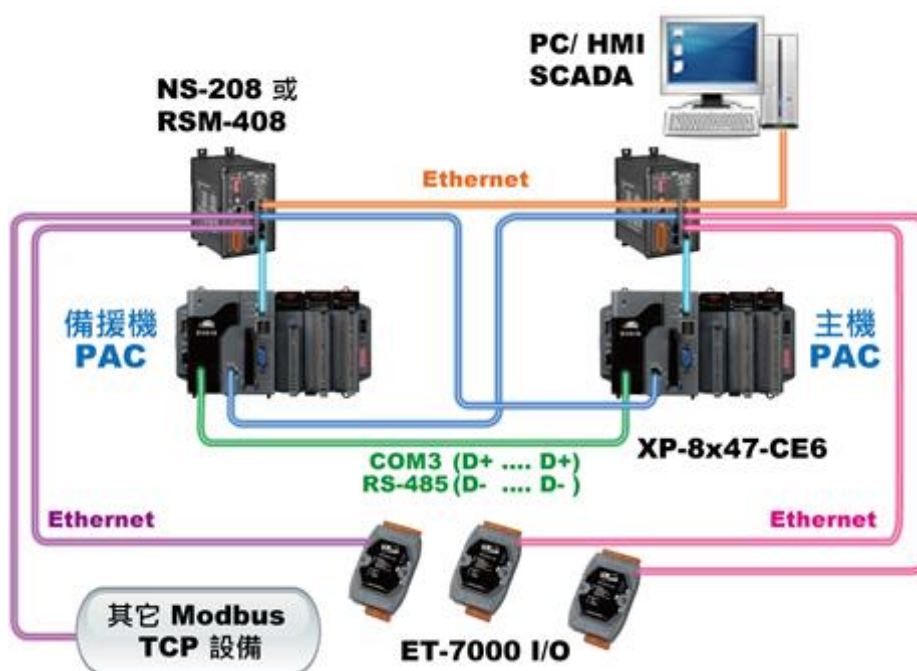 PC/ HMI
SCADA
NS-208 或
RSM-408
Ethernet
備援機
PAC
主機
PAC
XP-8x47-CE6
COM3 (D+ .... D+)
RS-485 (D- .... D- )
Ethernet
Ethernet
其它 Modbus
TCP 設備
ET-7000 I/O